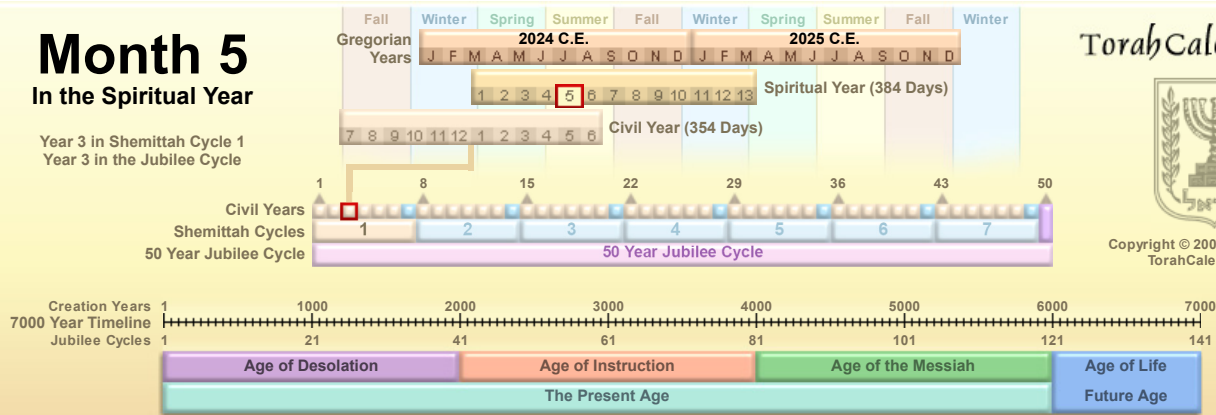 Month 5
In the Spiritual Year
Year 3 in Shemittah Cycle 1
Year 3 in the Jubilee Cycle
Fall Winter Spring Summer Fall Winter Spring Summer Fall Winter
Gregorian Years
2024 C.E. 2025 C.E.
J F M A M J J A S O N D J F M A M J J A S O N D
1 2 3 4 5 6 7 8 9 10 11 12 13 Spiritual Year (384 Days)
7 8 9 10 11 12 1 2 3 4 5 6 Civil Year (354 Days)
1 8 15 22 29 36 43 50
Civil Years
Shemittah Cycles 1 2 3 4 5 6 7
50 Year Jubilee Cycle 50 Year Jubilee Cycle
Creation Years 1 1000 2000 3000 4000 5000 6000 7000
7000 Year Timeline
Jubilee Cycles 1 21 41 61 81 101 121 141
Age of Desolation Age of Instruction Age of the Messiah Age of Life
The Present Age Future Age
TorahCale
Copyright © 200
TorahCale